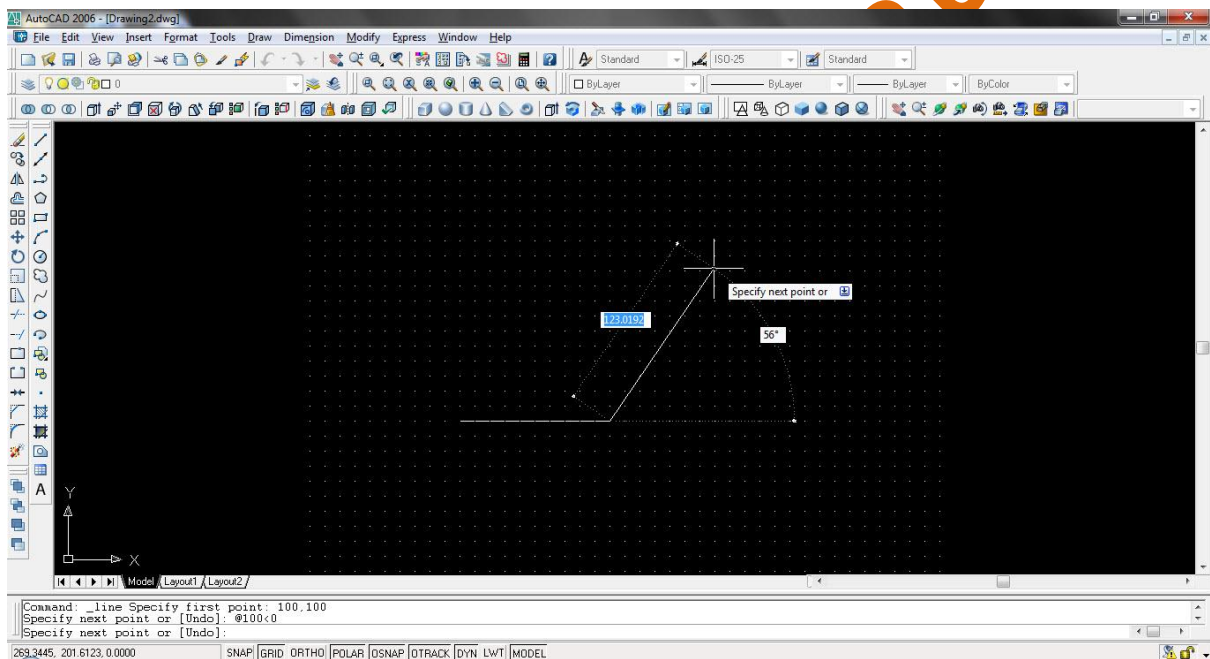 AutoCAD 2006 - [Drawing2.dwg]
File Edit View Insert Format Tools Draw Dimension Modify Express Window Help
Standard ISO-25 Standard
0 ByLayer ByLayer ByLayer ByColor
Specify next point or
123.0192
56°
A
Y
X
Model Layout1 Layout2
Command: _line Specify first point: 100,100
Specify next point or [Undo]: @100<0
Specify next point or [Undo]:
269.3445, 201.6123, 0.0000 SNAP GRID ORTHO POLAR OSNAP OTRACK DYN LWT MODEL